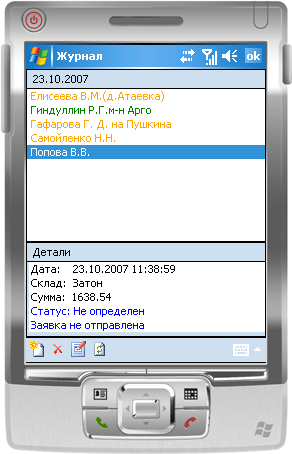 Журнал ok
23.10.2007
Елисеева В.М.(д.Атаевка)
Гиндуллин Р.Г.м-н Арго
Гафарова Г. Д. на Пушкина
Самойленко Н.Н.
Попова В.В.
Детали
Дата: 23.10.2007 11:38:59
Склад: Затон
Сумма: 1638.54
Статус: Не определен
Заявка не отправлена